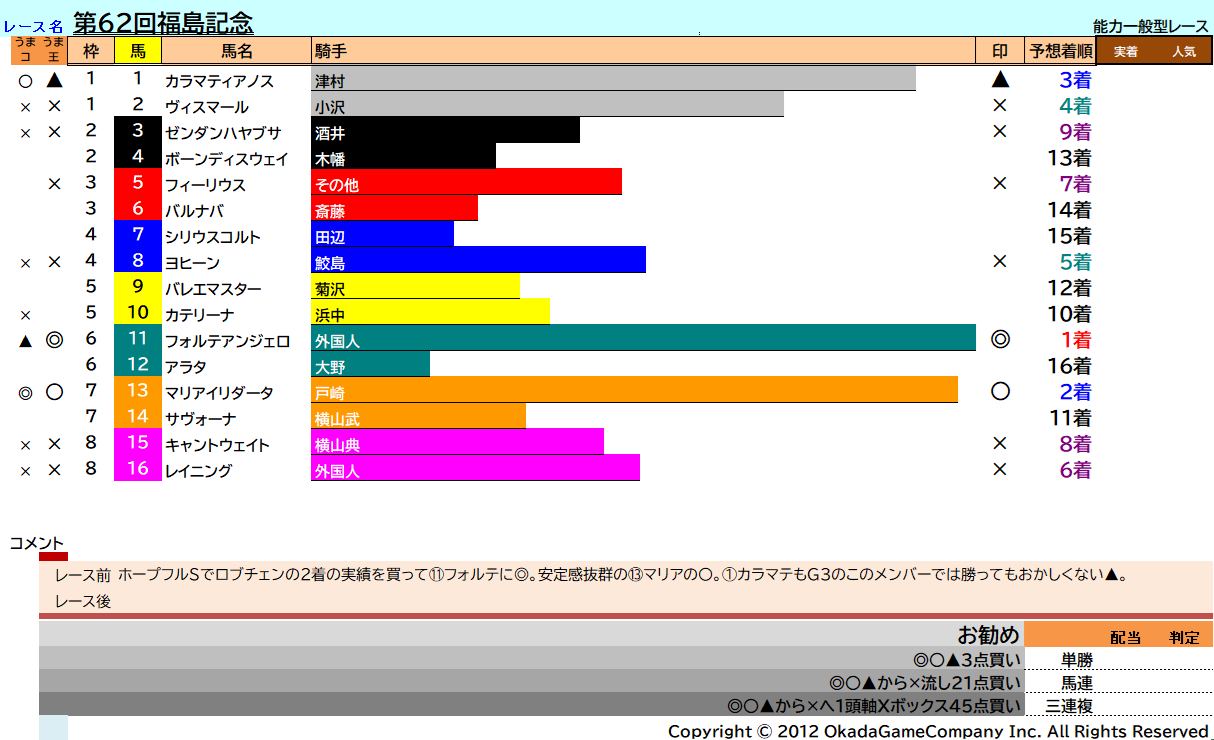 レース名 第62回福島記念 能力一般型レース
うまコ うま王 枠 馬 馬名 騎手 印 予想着順 実着 人気
○ ▲ 1 1 カラマティアノス 津村 ▲ 3着
× × 1 2 ヴィスマール 小沢 × 4着
× × 2 3 ゼンダンハヤブサ 酒井 × 9着
2 4 ボーンディスウェイ 木幡 13着
× 3 5 フィーリウス その他 × 7着
3 6 バルナバ 斎藤 14着
4 7 シリウスコルト 田辺 15着
× × 4 8 ヨヒーン 鮫島 × 5着
5 9 バレエマスター 菊沢 12着
× 5 10 カテリーナ 浜中 10着
▲ ◎ 6 11 フォルテアンジェロ 外国人 ◎ 1着
6 12 アラタ 大野 16着
◎ ○ 7 13 マリアイリダータ 戸崎 ○ 2着
7 14 サヴォーナ 横山武 11着
× × 8 15 キャントウェイト 横山典 × 8着
× × 8 16 レイニング 外国人 × 6着
コメント
レース前 ホープフルSでロブチェンの2着の実績を買って⑪フォルテに◎。安定感抜群の⑬マリアの○。①カラマテもG3のこのメンバーでは勝ってもおかしくない▲。
レース後
お勧め 配当 判定
◎○▲3点買い 単勝
◎○▲から×流し21点買い 馬連
◎○▲から×へ1頭軸Xボックス45点買い 三連複
Copyright © 2012 OkadaGameCompany Inc. All Rights Reserved